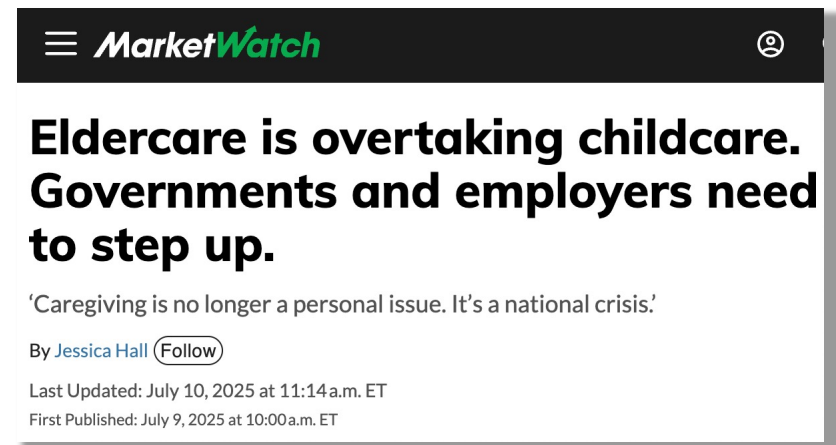 MarketWatch
Eldercare is overtaking childcare.
Governments and employers need
to step up.
‘Caregiving is no longer a personal issue. It’s a national crisis.’
By Jessica Hall Follow
Last Updated: July 10, 2025 at 11:14 a.m. ET
First Published: July 9, 2025 at 10:00 a.m. ET